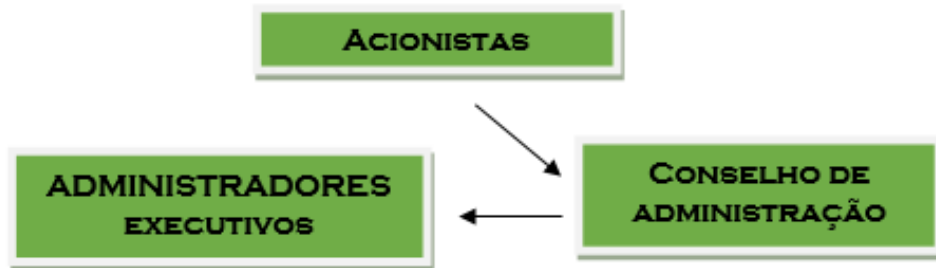 Acionistas
ADMINISTRADORES
EXECUTIVOS
Conselho de
administração